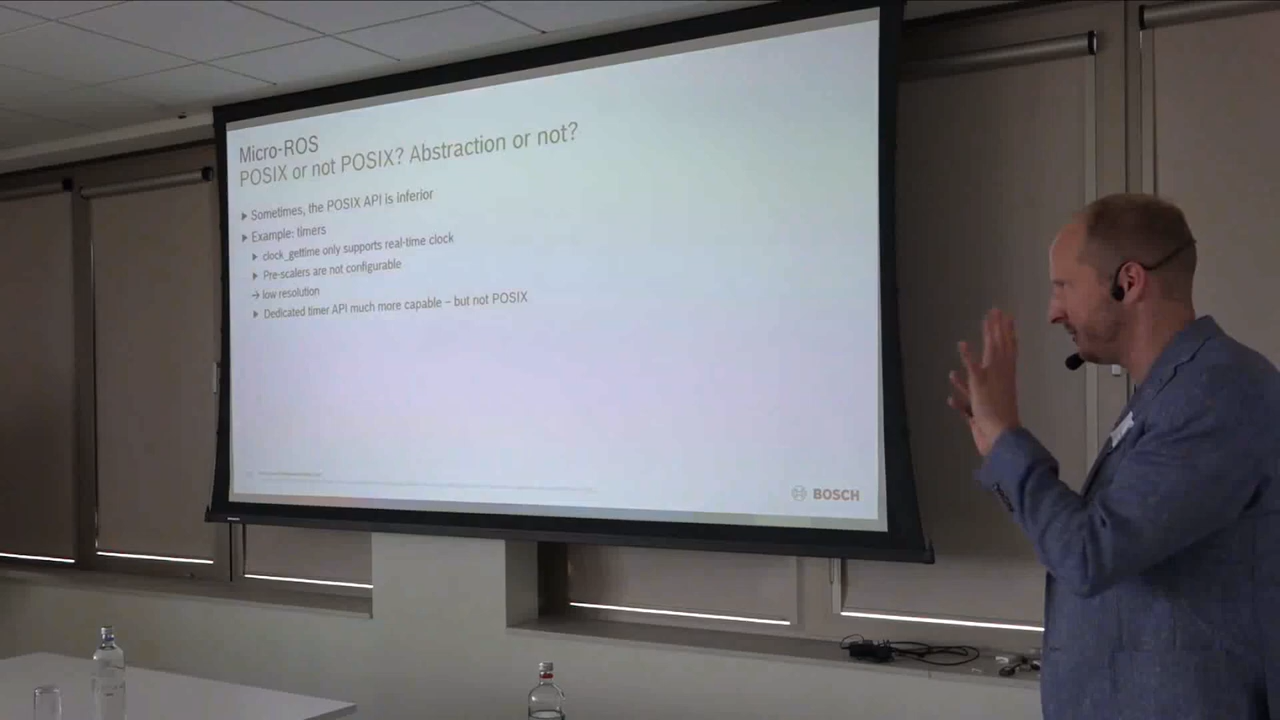 Micro-ROS
POSIX or not POSIX? Abstraction or not?
Sometimes, the POSIX API is inferior
Example: timers
clock_gettime only supports real-time clock
Pre-scalers are not configurable
→ low resolution
Dedicated timer API much more capable – but not POSIX
BOSCH